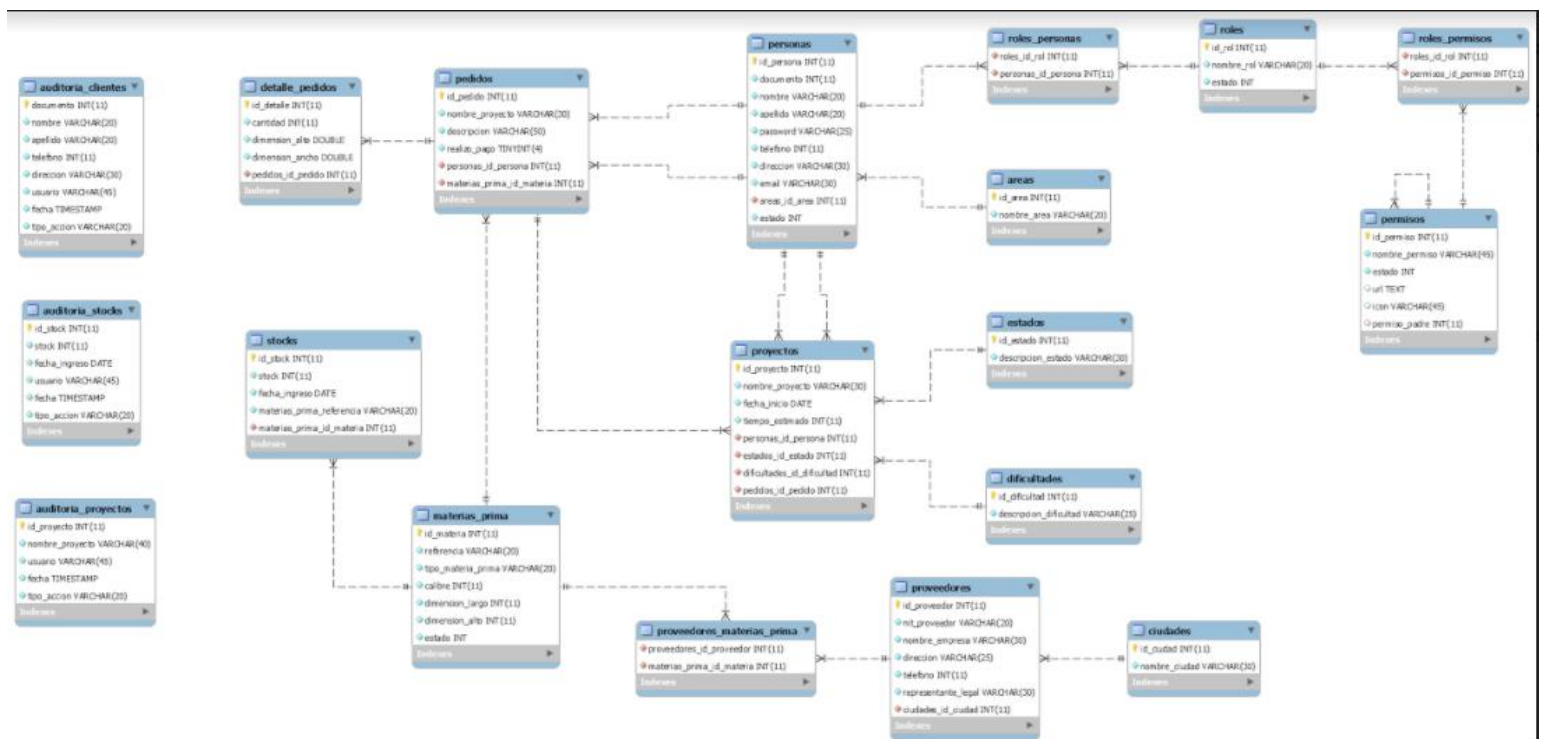 auditoria_clientes
documento INT(11)
nombre VARCHAR(20)
apellido VARCHAR(20)
telefono INT(11)
direccion VARCHAR(30)
usuario VARCHAR(45)
fecha TIMESTAMP
tipo_accion VARCHAR(20)
Indexes
auditoria_stocks
id_stock INT(11)
stock INT(11)
fecha_ingreso DATE
usuario VARCHAR(45)
fecha TIMESTAMP
tipo_accion VARCHAR(20)
Indexes
auditoria_proyectos
id_proyecto INT(11)
nombre_proyecto VARCHAR(40)
usuario VARCHAR(45)
fecha TIMESTAMP
tipo_accion VARCHAR(20)
Indexes
detalle_pedidos
id_detalle INT(11)
cantidad INT(11)
dimension_alto DOUBLE
dimension_ancho DOUBLE
pedidos_id_pedido INT(11)
Indexes
stocks
id_stock INT(11)
stock INT(11)
fecha_ingreso DATE
materias_prima_referencia VARCHAR(20)
materias_prima_id_materia INT(11)
Indexes
pedidos
id_pedido INT(11)
nombre_proyecto VARCHAR(30)
descripcion VARCHAR(50)
realizo_pago TINYINT(4)
personas_id_persona INT(11)
materias_prima_id_materia INT(11)
Indexes
materias_prima
id_materia INT(11)
referencia VARCHAR(20)
tipo_materia_prima VARCHAR(20)
calibre INT(11)
dimension_largo INT(11)
dimension_alto INT(11)
estado INT
Indexes
personas
id_persona INT(11)
documento INT(11)
nombre VARCHAR(20)
apellido VARCHAR(20)
password VARCHAR(25)
telefono INT(11)
direccion VARCHAR(30)
email VARCHAR(30)
areas_id_area INT(11)
estado INT
Indexes
proyectos
id_proyecto INT(11)
nombre_proyecto VARCHAR(30)
fecha_inicio DATE
tiempo_estimado INT(11)
personas_id_persona INT(11)
estados_id_estado INT(11)
dificultades_id_dificultad INT(11)
pedidos_id_pedido INT(11)
Indexes
proveedores_materias_prima
proveedores_id_proveedor INT(11)
materias_prima_id_materia INT(11)
Indexes
proveedores
id_proveedor INT(11)
nit_proveedor VARCHAR(20)
nombre_empresa VARCHAR(30)
direccion VARCHAR(25)
telefono INT(11)
representante_legal VARCHAR(30)
ciudades_id_ciudad INT(11)
Indexes
roles_personas
roles_id_rol INT(11)
personas_id_persona INT(11)
Indexes
areas
id_area INT(11)
nombre_area VARCHAR(20)
Indexes
estados
id_estado INT(11)
descripcion_estado VARCHAR(20)
Indexes
dificultades
id_dificultad INT(11)
descripcion_dificultad VARCHAR(25)
Indexes
ciudades
id_ciudad INT(11)
nombre_ciudad VARCHAR(30)
Indexes
roles
id_rol INT(11)
nombre_rol VARCHAR(20)
estado INT
Indexes
roles_permisos
roles_id_rol INT(11)
permisos_id_permiso INT(11)
Indexes
permisos
id_permiso INT(11)
nombre_permiso VARCHAR(45)
estado INT
url TEXT
icon VARCHAR(45)
permiso_padre INT(11)
Indexes